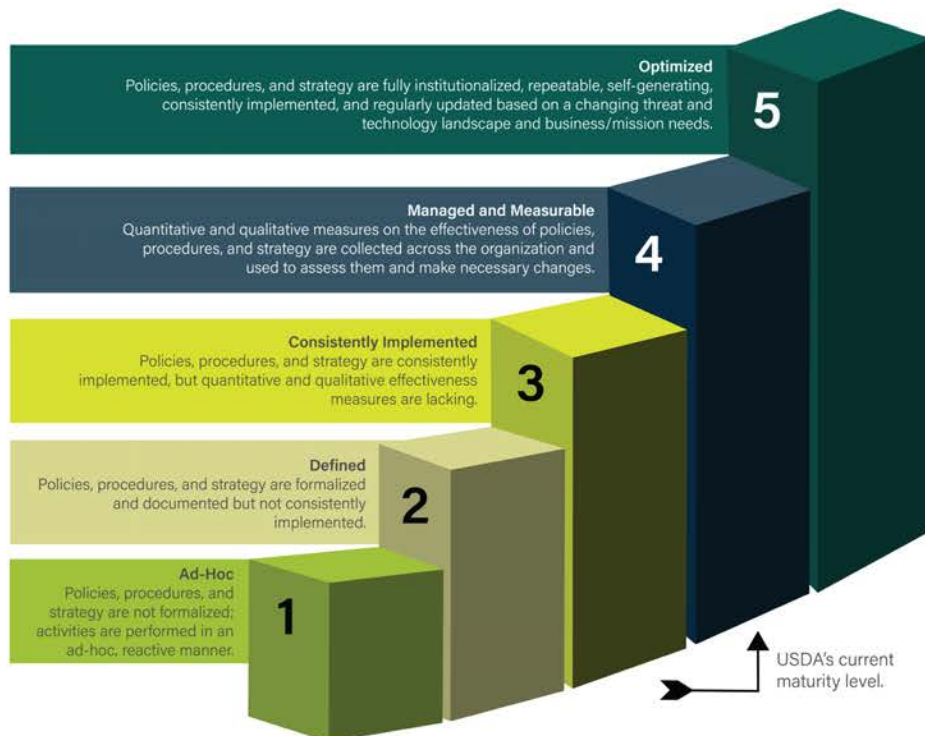 Optimized
Policies, procedures, and strategy are fully institutionalized, repeatable, self-generating,
consistently implemented, and regularly updated based on a changing threat and
technology landscape and business/mission needs.
5
Managed and Measurable
Quantitative and qualitative measures on the effectiveness of policies,
procedures, and strategy are collected across the organization and
used to assess them and make necessary changes.
4
Consistently Implemented
Policies, procedures, and strategy are consistently
implemented, but quantitative and qualitative effectiveness
measures are lacking.
3
Defined
Policies, procedures, and strategy are formalized
and documented but not consistently
implemented.
2
Ad-Hoc
Policies, procedures, and
strategy are not formalized;
activities are performed in an
ad-hoc, reactive manner.
1
USDA's current
maturity level.